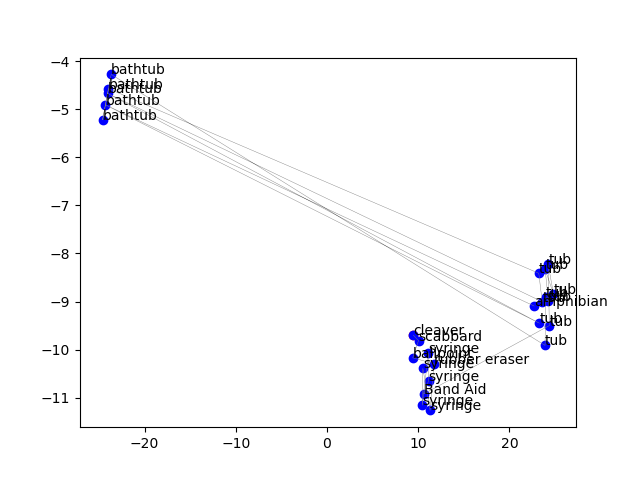 −4
bathtub
bathtub
bathtub
bathtub
bathtub
−5
−6
−7
−8
tub
tub
tub
tub
tub
tub
−9
amphibian
tub
tub
cleaver
scabbard
tub
−10
syringe
ballpoint
rubber eraser
syringe
syringe
Band Aid
−11
syringe
syringe
−20
−10
0
10
20